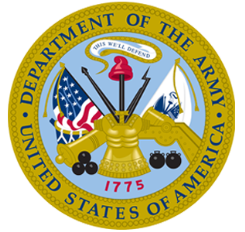 DEPARTMENT OF THE ARMY
THIS WE'LL DEFEND
1775
UNITED STATES OF AMERICA